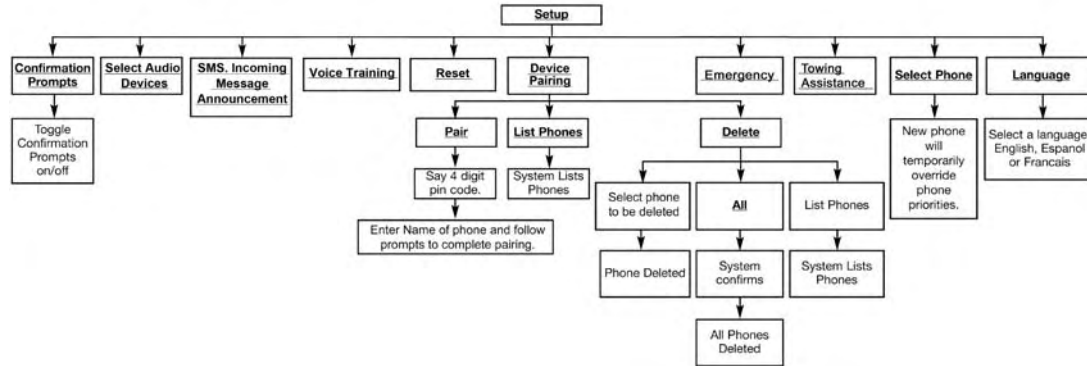 Setup
Confirmation
Prompts
Select Audio
Devices
SMS. Incoming
Message
Announcement
Voice Training
Reset
Device
Pairing
Emergency
Towing
Assistance
Select Phone
Language
Toggle
Confirmation
Prompts
on/off
Pair
List Phones
Delete
New phone
will
temporarily
override
phone
priorities.
Select a language
English, Espanol
or Francais
Say 4 digit
pin code.
System Lists
Phones
Select phone
to be deleted
All
List Phones
Enter Name of phone and follow
prompts to complete pairing.
Phone Deleted
System
confirms
System Lists
Phones
All Phones
Deleted